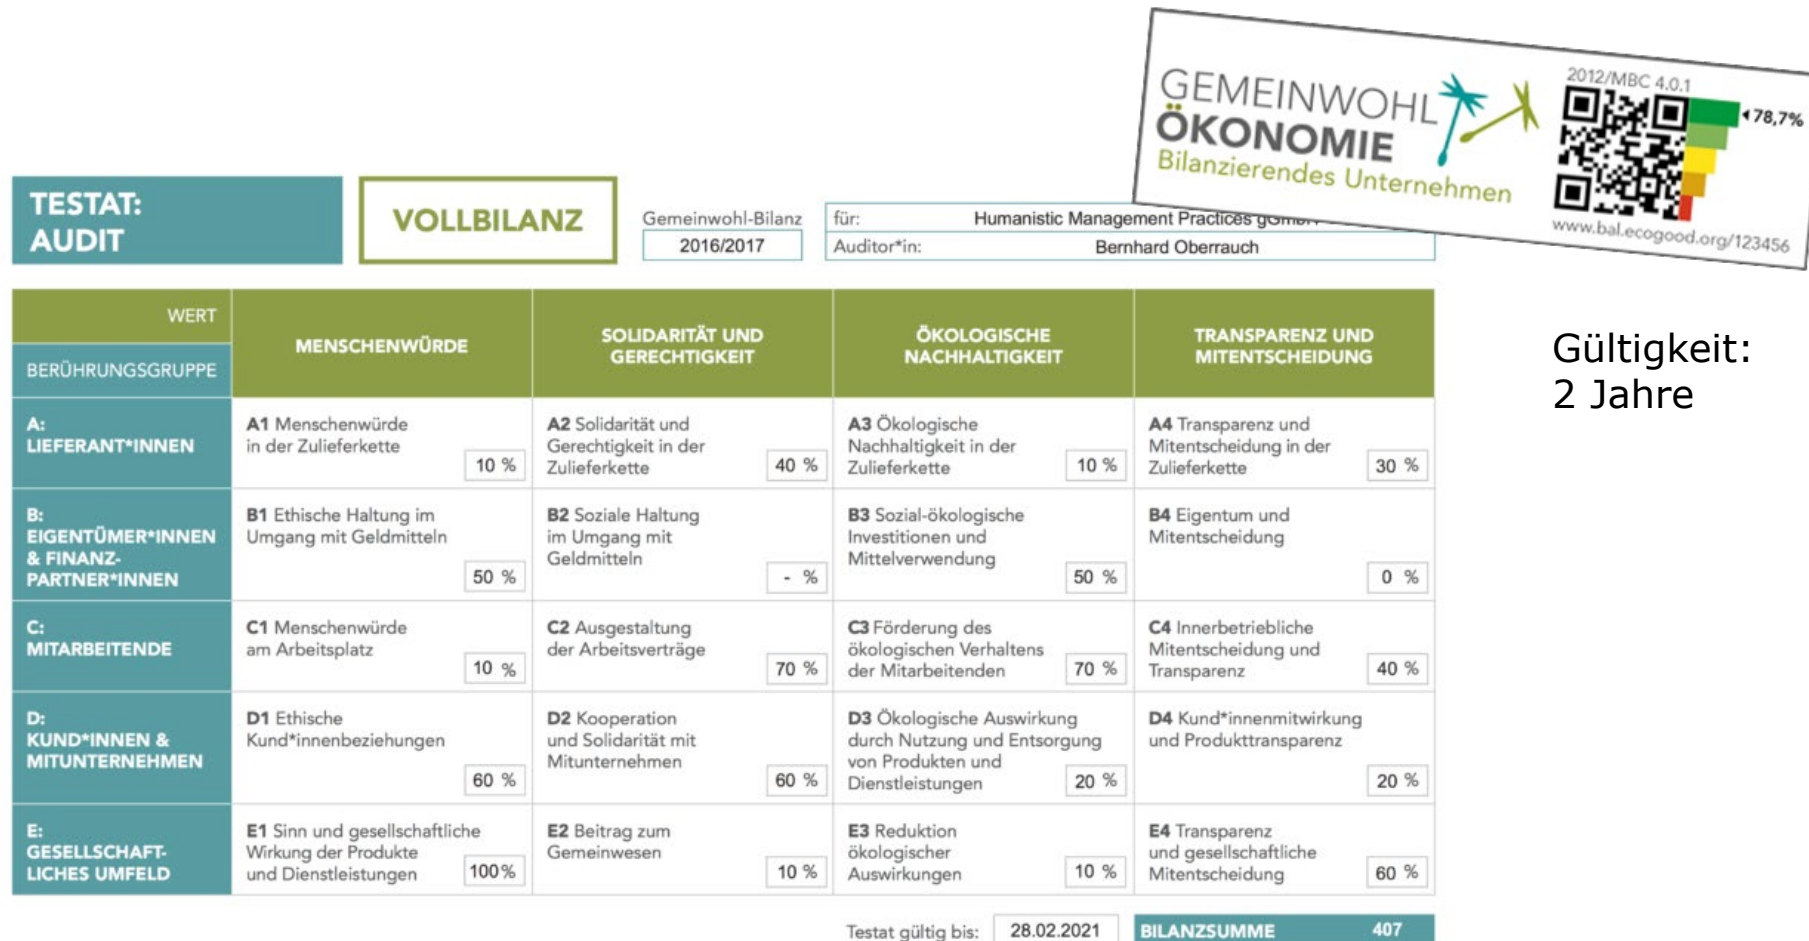 GEMEINWOHL
ÖKONOMIE
Bilanzierendes Unternehmen
2012/MBC 4.0.1
78,7%
www.bal.ecogood.org/123456
TESTAT:
AUDIT
VOLLBILANZ
Gemeinwohl-Bilanz
2016/2017
für: Humanistic Management Practices
Auditor*in: Bernhard Oberrauch
Gültigkeit:
2 Jahre
WERT
BERÜHRUNGSGRUPPE
MENSCHENWÜRDE
SOLIDARITÄT UND
GERECHTIGKEIT
ÖKOLOGISCHE
NACHHALTIGKEIT
TRANSPARENZ UND
MITENTSCHEIDUNG
A:
LIEFERANT*INNEN
A1 Menschenwürde
in der Zulieferkette
10 %
A2 Solidarität und
Gerechtigkeit in der
Zulieferkette
40 %
A3 Ökologische
Nachhaltigkeit in der
Zulieferkette
10 %
A4 Transparenz und
Mitentscheidung in der
Zulieferkette
30 %
B:
EIGENTÜMER*INNEN
& FINANZ-
PARTNER*INNEN
B1 Ethische Haltung im
Umgang mit Geldmitteln
50 %
B2 Soziale Haltung
im Umgang mit
Geldmitteln
- %
B3 Sozial-ökologische
Investitionen und
Mittelverwendung
50 %
B4 Eigentum und
Mitentscheidung
0 %
C:
MITARBEITENDE
C1 Menschenwürde
am Arbeitsplatz
10 %
C2 Ausgestaltung
der Arbeitsverträge
70 %
C3 Förderung des
ökologischen Verhaltens
der Mitarbeitenden
70 %
C4 Innerbetriebliche
Mitentscheidung und
Transparenz
40 %
D:
KUND*INNEN &
MITUNTERNEHMEN
D1 Ethische
Kund*innenbeziehungen
60 %
D2 Kooperation
und Solidarität mit
Mitunternehmen
60 %
D3 Ökologische Auswirkung
durch Nutzung und Entsorgung
von Produkten und
Dienstleistungen
20 %
D4 Kund*innenmitwirkung
und Produkttransparenz
20 %
E:
GESELLSCHAFT-
LICHES UMFELD
E1 Sinn und gesellschaftliche
Wirkung der Produkte
und Dienstleistungen
100%
E2 Beitrag zum
Gemeinwesen
10 %
E3 Reduktion
ökologischer
Auswirkungen
10 %
E4 Transparenz
und gesellschaftliche
Mitentscheidung
60 %
Testat gültig bis: 28.02.2021
BILANZSUMME 407